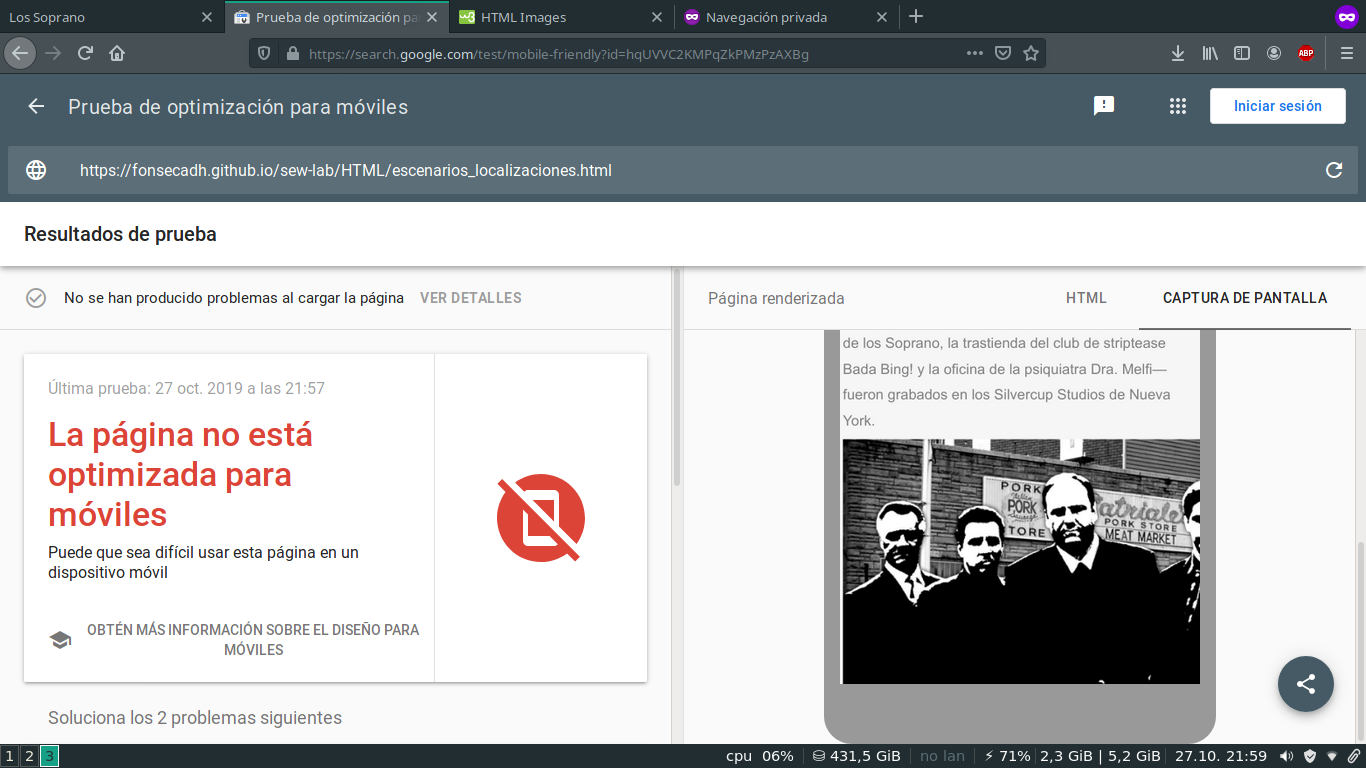 Los Soprano
Prueba de optimización pa
HTML Images
Navegación privada
https://search.google.com/test/mobile-friendly?id=hqUVVC2KMPqZkPMzPzAXBg
ABP
Prueba de optimización para móviles
Iniciar sesión
https://fonsecadh.github.io/sew-lab/HTML/escenarios_localizaciones.html
Resultados de prueba
No se han producido problemas al cargar la página VER DETALLES
Página renderizada
HTML
CAPTURA DE PANTALLA
Última prueba: 27 oct. 2019 a las 21:57
La página no está
optimizada para
móviles
Puede que sea difícil usar esta página en un
dispositivo móvil
OBTÉN MÁS INFORMACIÓN SOBRE EL DISEÑO PARA
MÓVILES
Soluciona los 2 problemas siguientes
de los Soprano, la trastienda del club de striptease
Bada Bing! y la oficina de la psiquiatra Dra. Melfi—
fueron grabados en los Silvercup Studios de Nueva
York.
PORK
PORK
TORE
atriale
PORK STORE
MEAT MARKET
1 2 3
cpu 06% 431,5 GiB no lan 71% 2,3 GiB | 5,2 GiB 27.10. 21:59